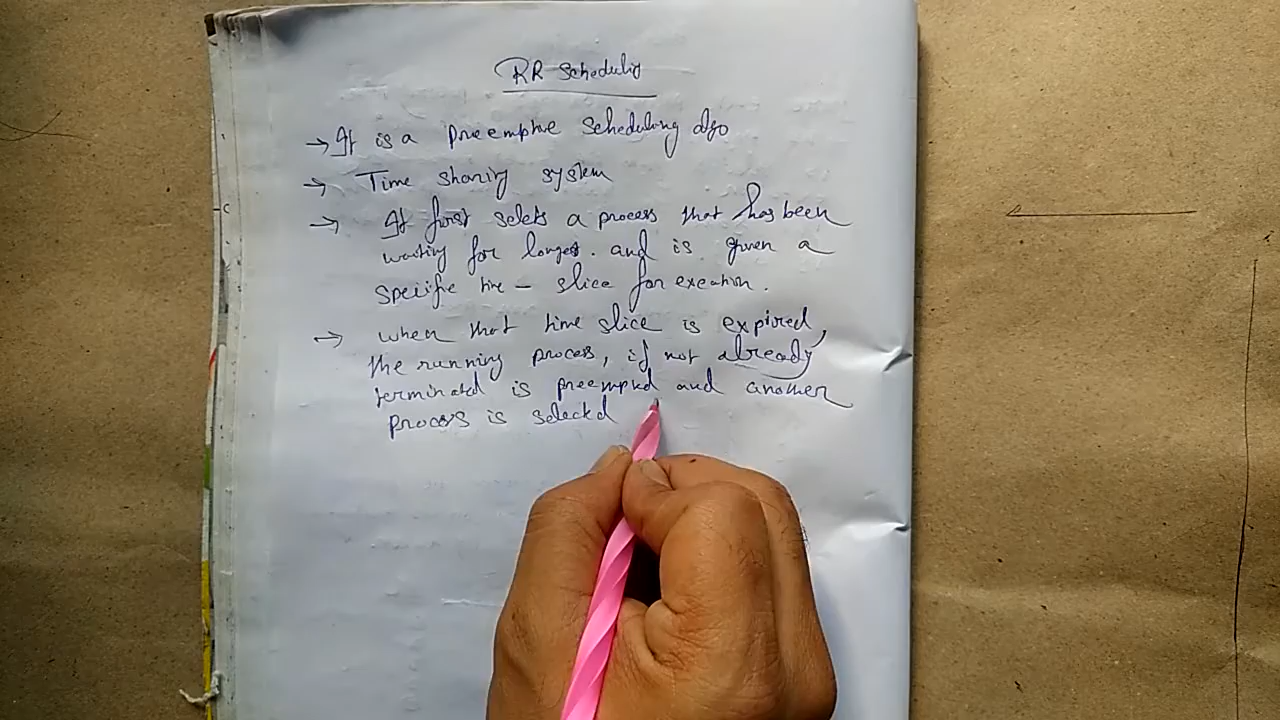 RR Scheduling
→ It is a Preemptive Scheduling algo
→ Time sharing system
→ It first selects a process that has been
waiting for longest. and is given a
specific time - slice for execution.
→ when that time slice is expired,
the running process, if not already
terminated is preempted and another
process is selected